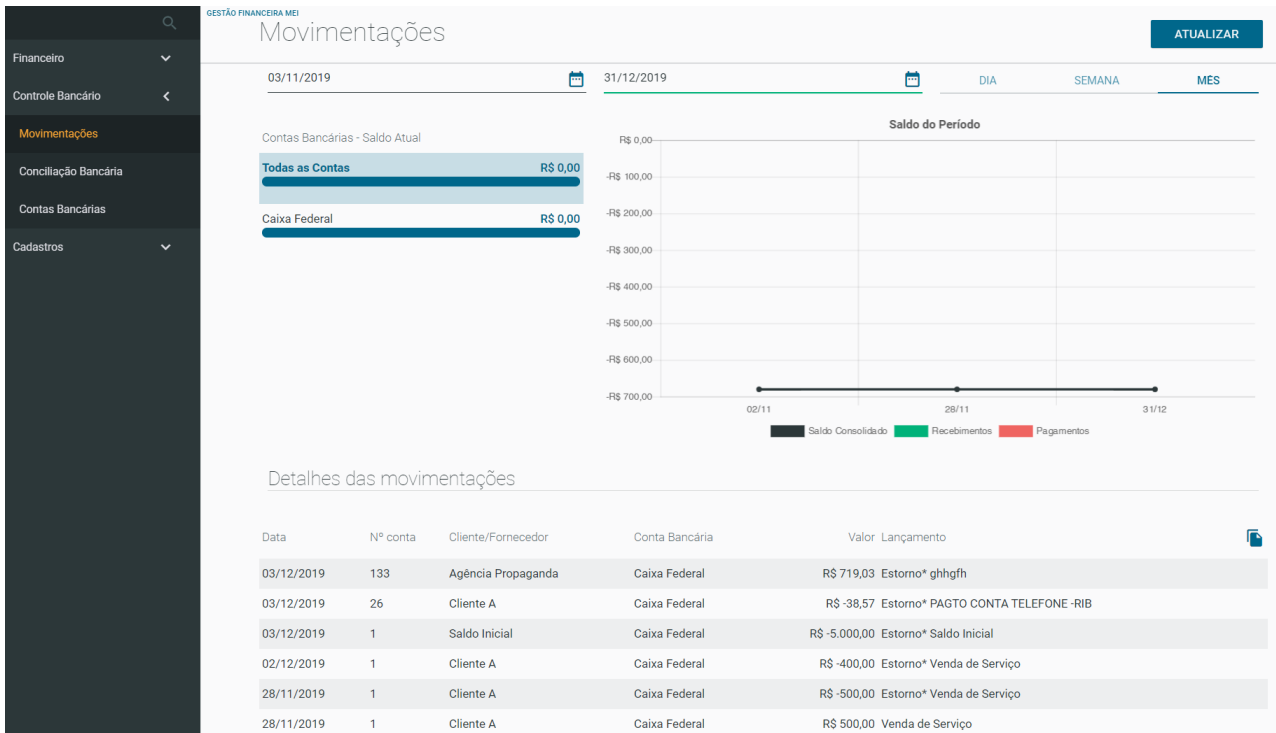 GESTÃO FINANCEIRA MEI
Movimentações
ATUALIZAR
Financeiro
Controle Bancário
Movimentações
Conciliação Bancária
Contas Bancárias
Cadastros
03/11/2019
31/12/2019
DIA SEMANA MÊS
Contas Bancárias - Saldo Atual
Todas as Contas R$ 0,00
Caixa Federal R$ 0,00
Saldo do Período
R$ 0,00
-R$ 100,00
-R$ 200,00
-R$ 300,00
-R$ 400,00
-R$ 500,00
-R$ 600,00
-R$ 700,00
02/11 28/11 31/12
Saldo Consolidado Recebimentos Pagamentos
Detalhes das movimentações
Data Nº conta Cliente/Fornecedor Conta Bancária Valor Lançamento
03/12/2019 133 Agência Propaganda Caixa Federal R$ 719,03 Estorno* ghhgfh
03/12/2019 26 Cliente A Caixa Federal R$ -38,57 Estorno* PAGTO CONTA TELEFONE -RIB
03/12/2019 1 Saldo Inicial Caixa Federal R$ -5.000,00 Estorno* Saldo Inicial
02/12/2019 1 Cliente A Caixa Federal R$ -400,00 Estorno* Venda de Serviço
28/11/2019 1 Cliente A Caixa Federal R$ -500,00 Estorno* Venda de Serviço
28/11/2019 1 Cliente A Caixa Federal R$ 500,00 Venda de Serviço